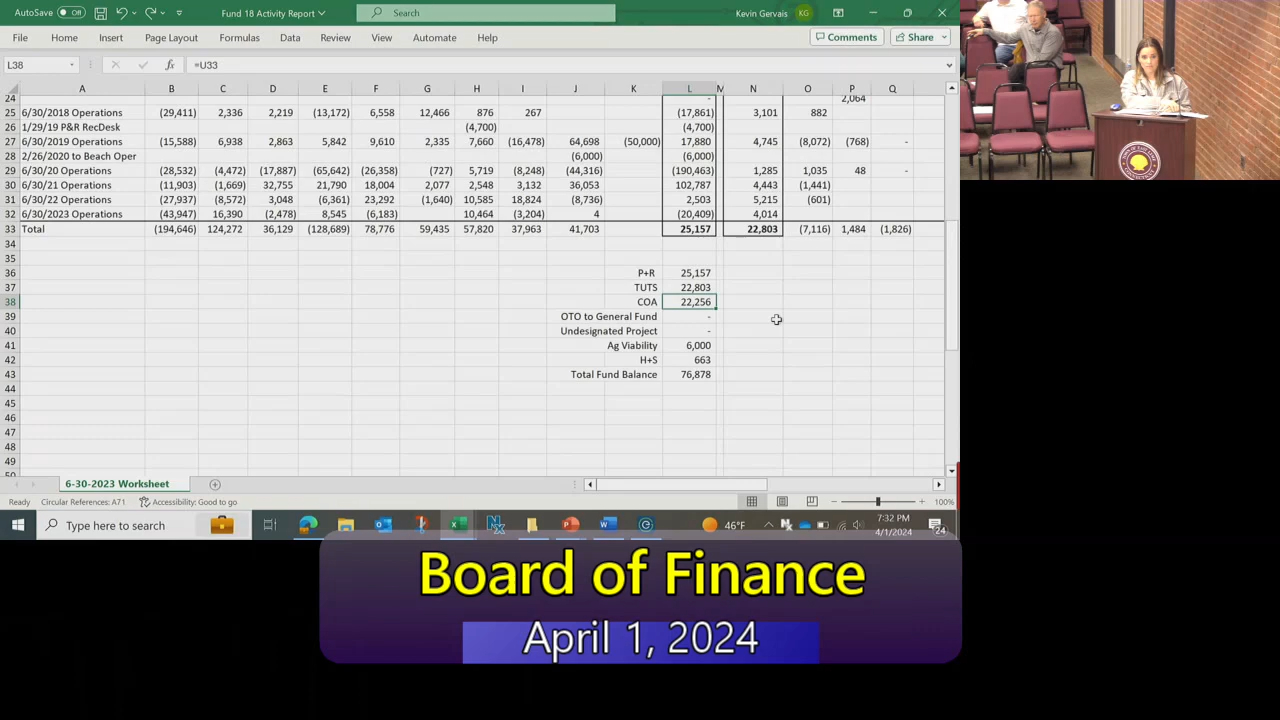 AutoSave Off Fund 18 Activity Report Search Kevin Gervais KG
File Home Insert Page Layout Formulas Data Review View Automate Help Comments Share
L38 fx =U33
A B C D E F G H I J K L M N O P Q
24 - 2,064
25 6/30/2018 Operations (29,411) 2,336 2,219 (13,172) 6,558 12,466 876 267 (17,861) 3,101 882
26 1/29/19 P&R RecDesk (4,700) (4,700)
27 6/30/2019 Operations (15,588) 6,938 2,863 5,842 9,610 2,335 7,660 (16,478) 64,698 (50,000) 17,880 4,745 (8,072) (768) -
28 2/26/2020 to Beach Oper (6,000) (6,000)
29 6/30/20 Operations (28,532) (4,472) (17,887) (65,642) (26,358) (727) 5,719 (8,248) (44,316) (190,463) 1,285 1,035 48 -
30 6/30/21 Operations (11,903) (1,669) 32,755 21,790 18,004 2,077 2,548 3,132 36,053 102,787 4,443 (1,441)
31 6/30/22 Operations (27,937) (8,572) 3,048 (6,361) 23,292 (1,640) 10,585 18,824 (8,736) 2,503 5,215 (601)
32 6/30/2023 Operations (43,947) 16,390 (2,478) 8,545 (6,183) 10,464 (3,204) 4 (20,409) 4,014
33 Total (194,646) 124,272 36,129 (128,689) 78,776 59,435 57,820 37,963 41,703 25,157 22,803 (7,116) 1,484 (1,826)
34
35
36 P+R 25,157
37 TUTS 22,803
38 COA 22,256
39 OTO to General Fund -
40 Undesignated Project -
41 Ag Viability 6,000
42 H+S 663
43 Total Fund Balance 76,878
44
45
46
47
48
49
50
6-30-2023 Worksheet
Ready Circular References: A71 Accessibility: Good to go 100%
Type here to search 46°F 7:32 PM
4/1/2024 24
Board of Finance
April 1, 2024